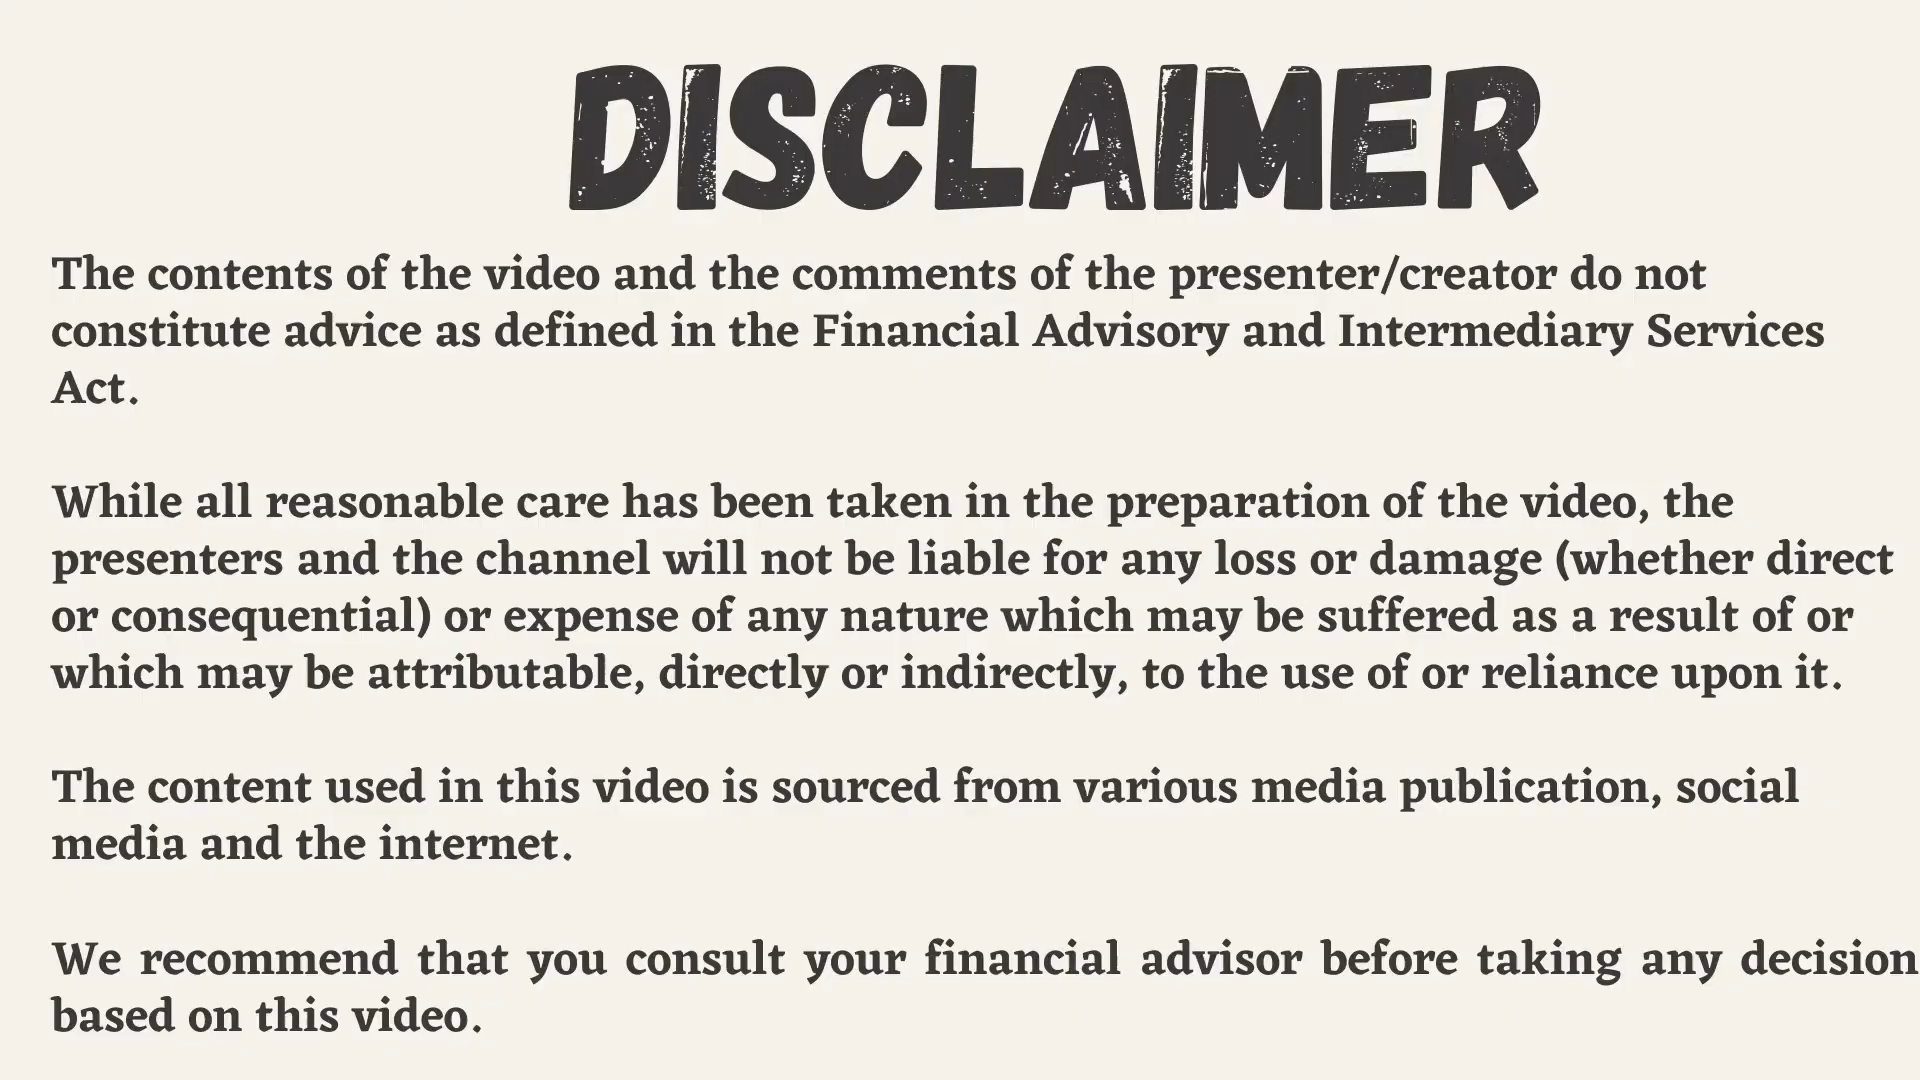 DISCLAIMER
The contents of the video and the comments of the presenter/creator do not
constitute advice as defined in the Financial Advisory and Intermediary Services
Act.
While all reasonable care has been taken in the preparation of the video, the
presenters and the channel will not be liable for any loss or damage (whether direct
or consequential) or expense of any nature which may be suffered as a result of or
which may be attributable, directly or indirectly, to the use of or reliance upon it.
The content used in this video is sourced from various media publication, social
media and the internet.
We recommend that you consult your financial advisor before taking any decision
based on this video.